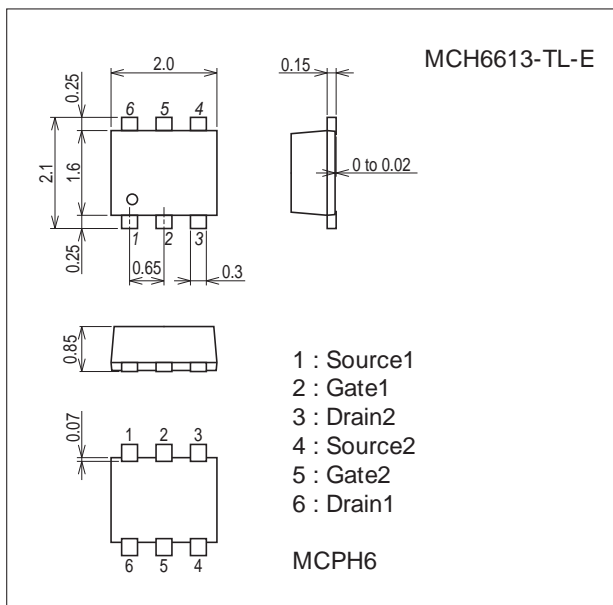 MCH6613-TL-E
2.0
0.15
0.25
6 5 4
2.1
1.6
0 to 0.02
1 2 3
0.25
0.65
0.3
0.85
1 : Source1
2 : Gate1
3 : Drain2
4 : Source2
5 : Gate2
6 : Drain1
0.07
1 2 3
6 5 4
MCPH6